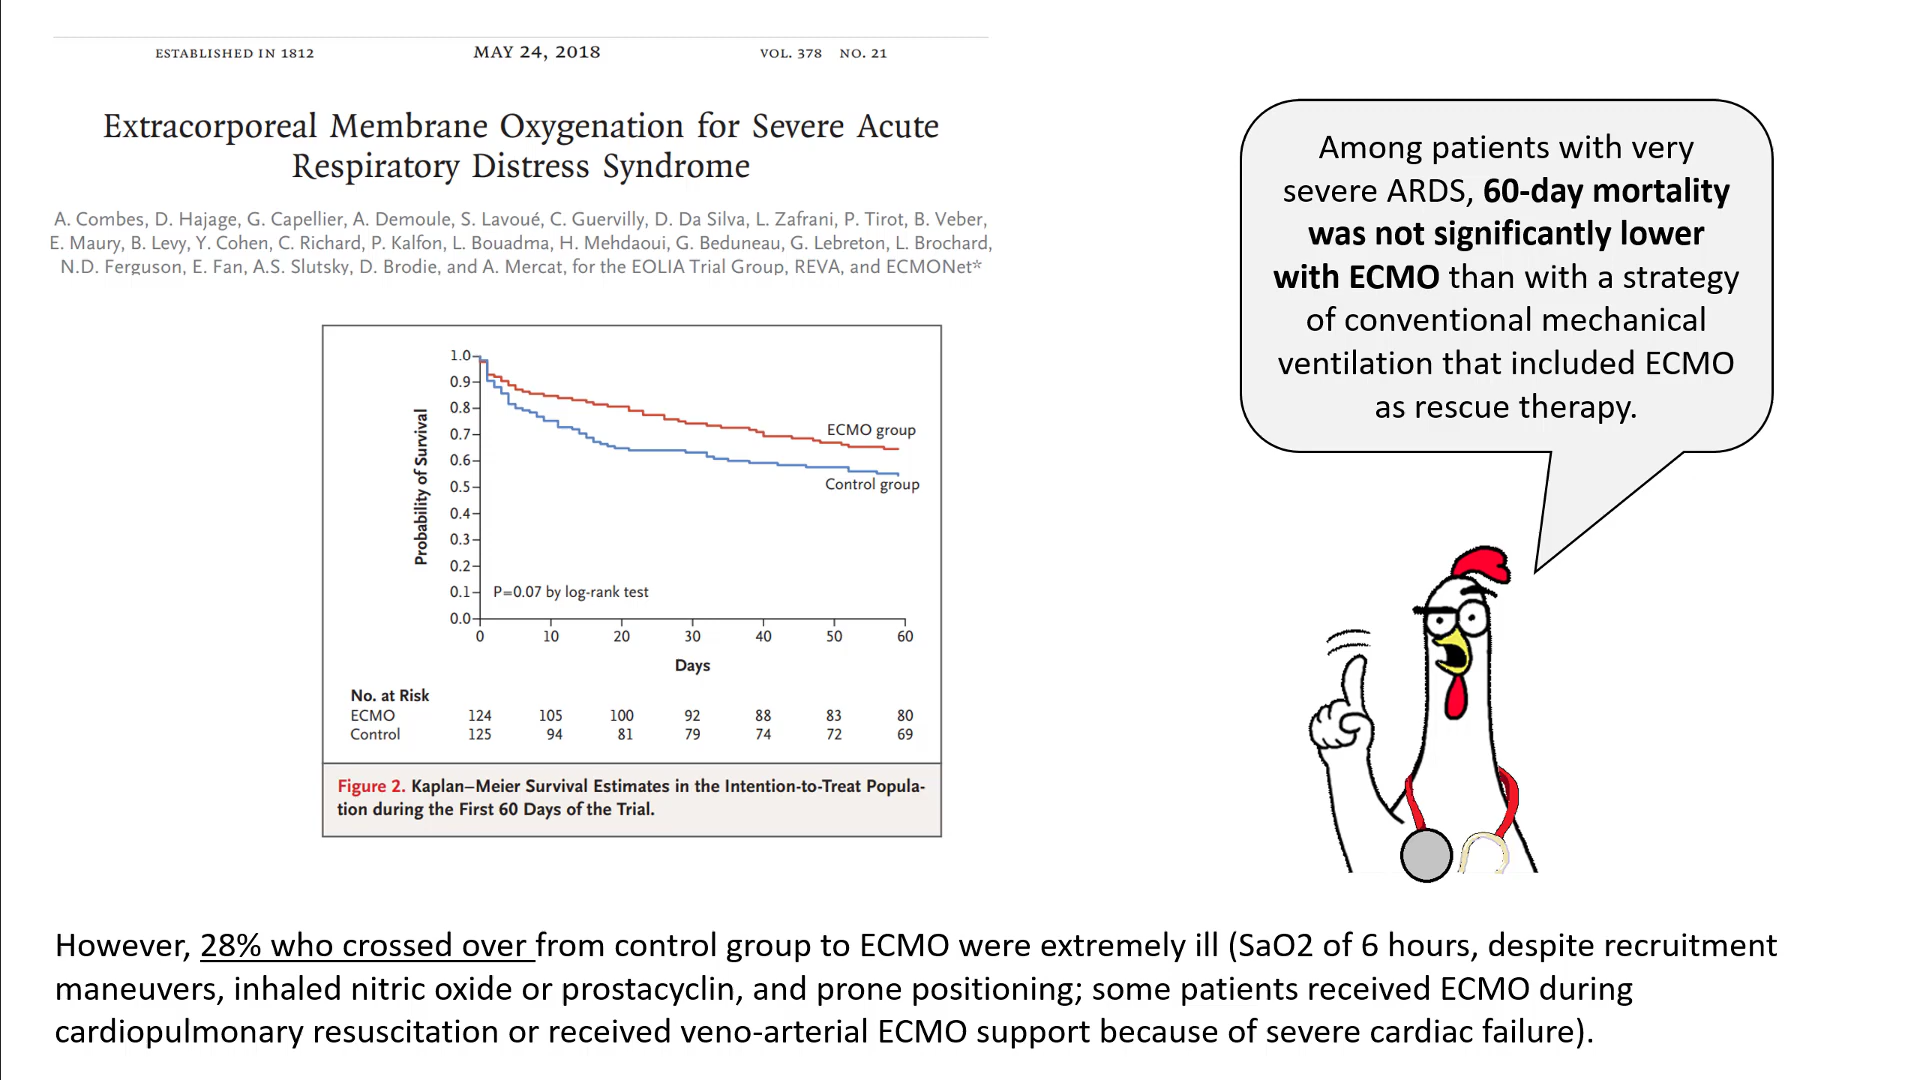 ESTABLISHED IN 1812 MAY 24, 2018 VOL. 378 NO. 21
Extracorporeal Membrane Oxygenation for Severe Acute
Respiratory Distress Syndrome
A. Combes, D. Hajage, G. Capellier, A. Demoule, S. Lavoué, C. Guervilly, D. Da Silva, L. Zafrani, P. Tirot, B. Veber,
E. Maury, B. Levy, Y. Cohen, C. Richard, P. Kalfon, L. Bouadma, H. Mehdaoui, G. Beduneau, G. Lebreton, L. Brochard,
N.D. Ferguson, E. Fan, A.S. Slutsky, D. Brodie, and A. Mercat, for the EOLIA Trial Group, REVA, and ECMONet*
Among patients with very
severe ARDS, 60-day mortality
was not significantly lower
with ECMO than with a strategy
of conventional mechanical
ventilation that included ECMO
as rescue therapy.
Probability of Survival
1.0
0.9
0.8
0.7
0.6
0.5
0.4
0.3
0.2
0.1
0.0
ECMO group
Control group
P=0.07 by log-rank test
0 10 20 30 40 50 60
Days
No. at Risk
ECMO 124 105 100 92 88 83 80
Control 125 94 81 79 74 72 69
Figure 2. Kaplan–Meier Survival Estimates in the Intention-to-Treat Popula-
tion during the First 60 Days of the Trial.
However, 28% who crossed over from control group to ECMO were extremely ill (SaO2 of 6 hours, despite recruitment
maneuvers, inhaled nitric oxide or prostacyclin, and prone positioning; some patients received ECMO during
cardiopulmonary resuscitation or received veno-arterial ECMO support because of severe cardiac failure).